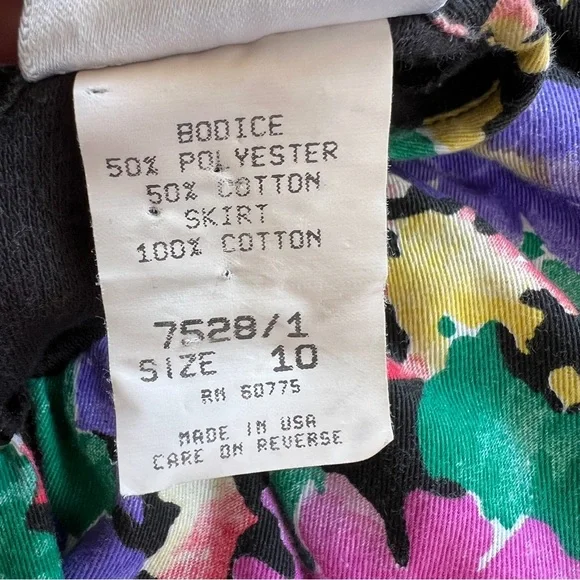 BODICE
50% POLYESTER
50% COTTON
SKIRT
100% COTTON
7528/1
SIZE 10
RN 60775
MADE IN USA
CARE ON REVERSE